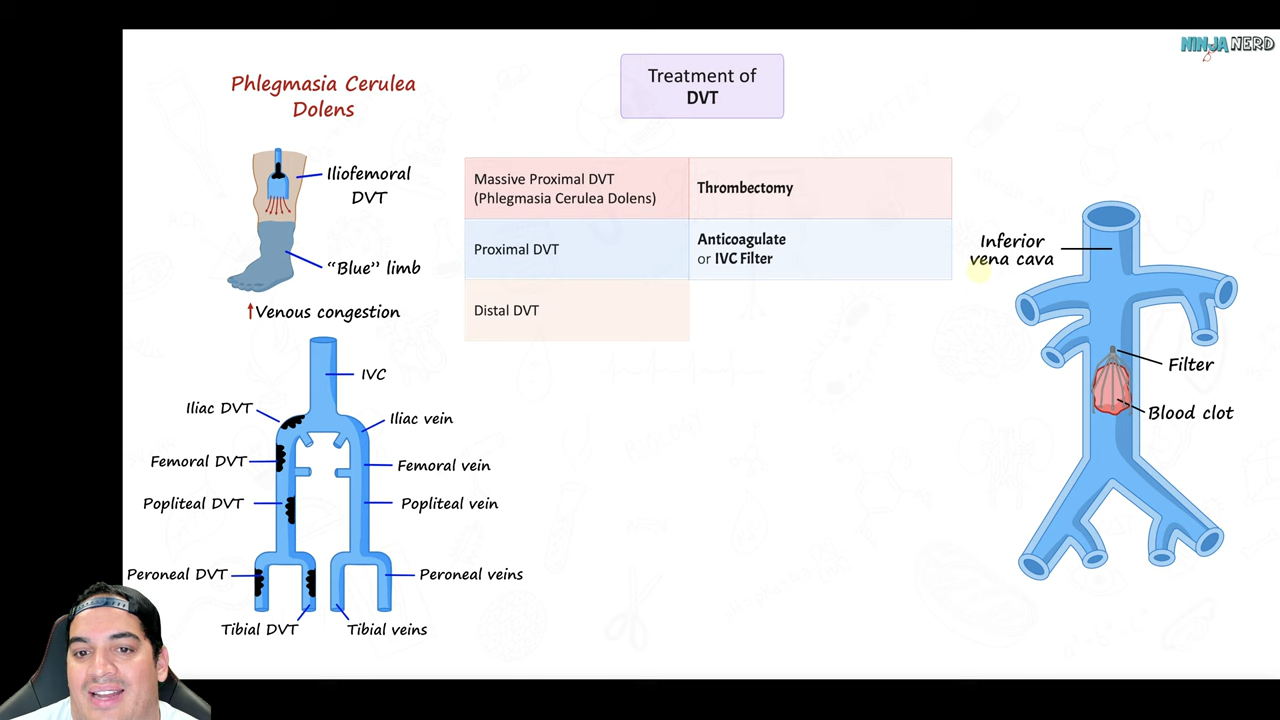 NINJA NERD
Treatment of
DVT
Phlegmasia Cerulea
Dolens
Iliofemoral
DVT
"Blue" limb
↑Venous congestion
Massive Proximal DVT
(Phlegmasia Cerulea Dolens)
Thrombectomy
Proximal DVT
Anticoagulate
or IVC Filter
Distal DVT
IVC
Iliac DVT
Iliac vein
Femoral DVT
Femoral vein
Popliteal DVT
Popliteal vein
Peroneal DVT
Peroneal veins
Tibial DVT
Tibial veins
Inferior
vena cava
Filter
Blood clot